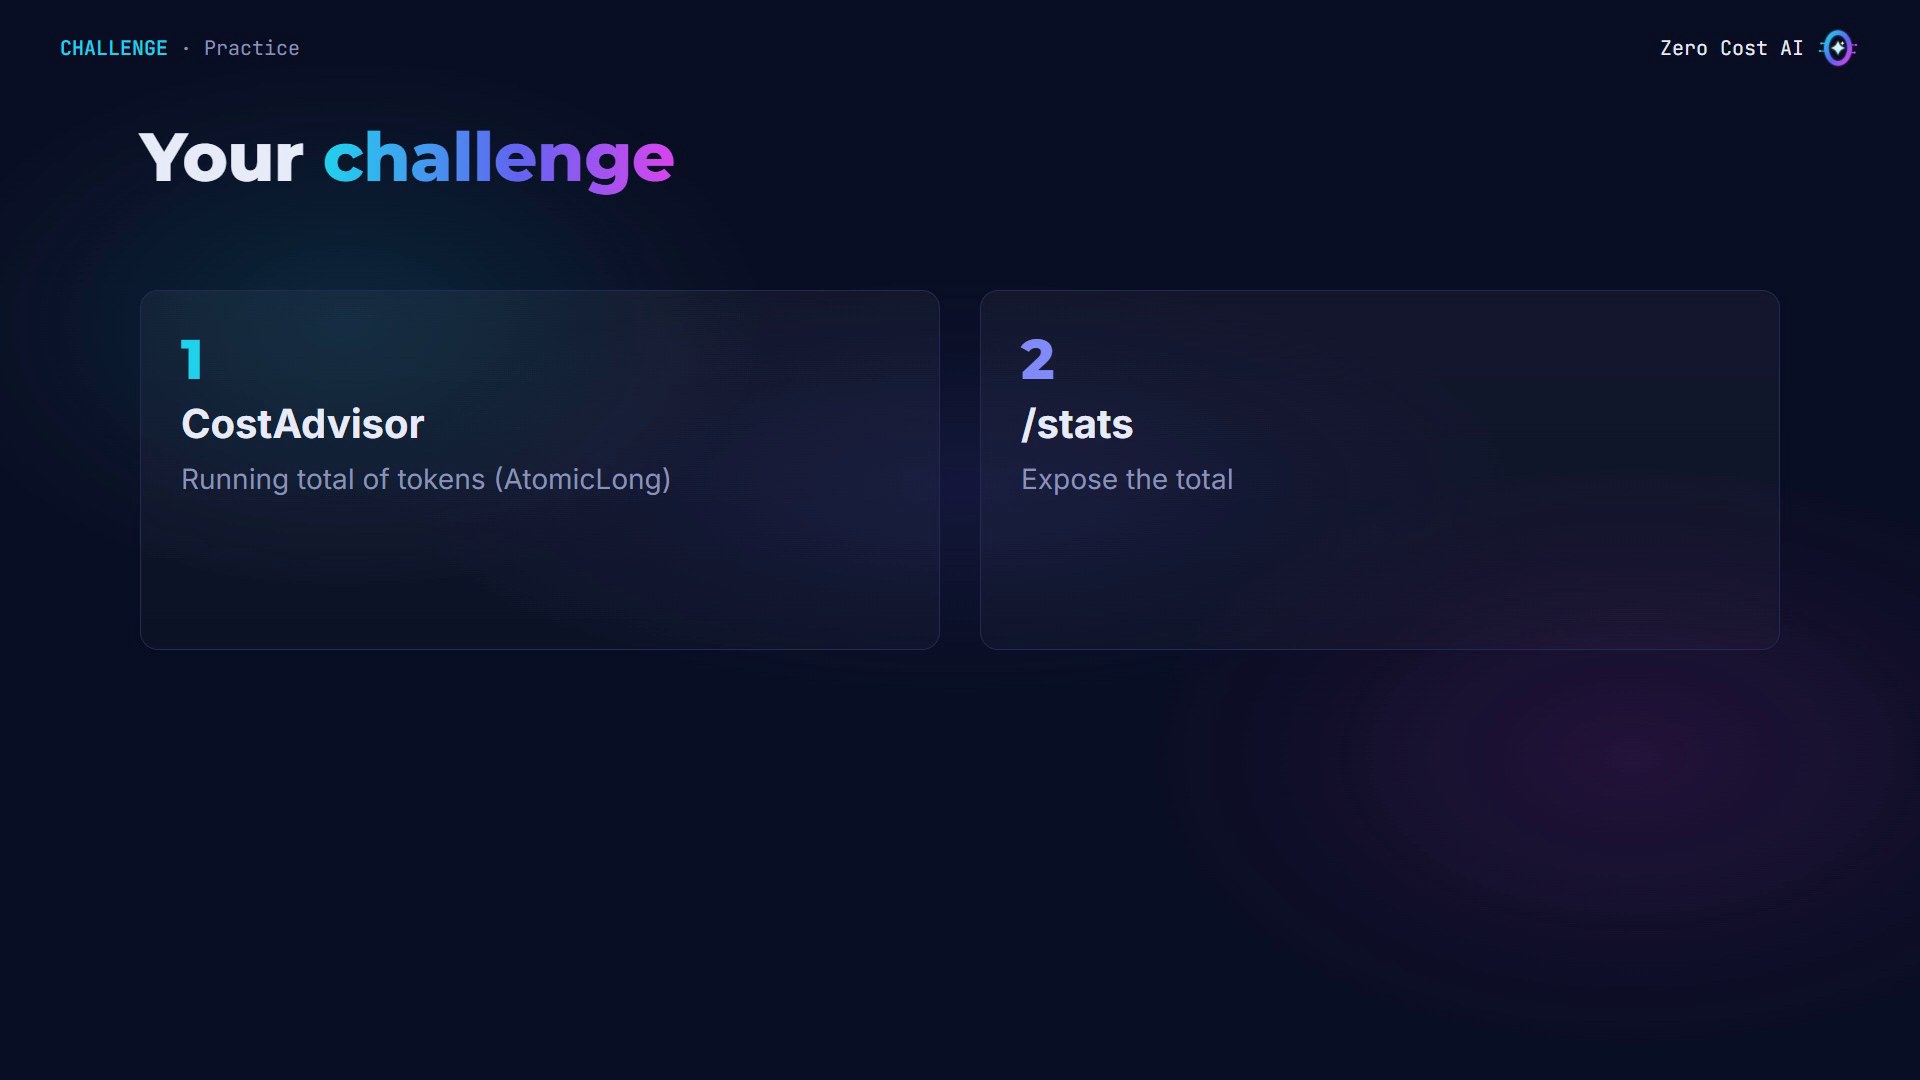 CHALLENGE · Practice
Zero Cost AI
Your challenge
1
CostAdvisor
Running total of tokens (AtomicLong)
2
/stats
Expose the total